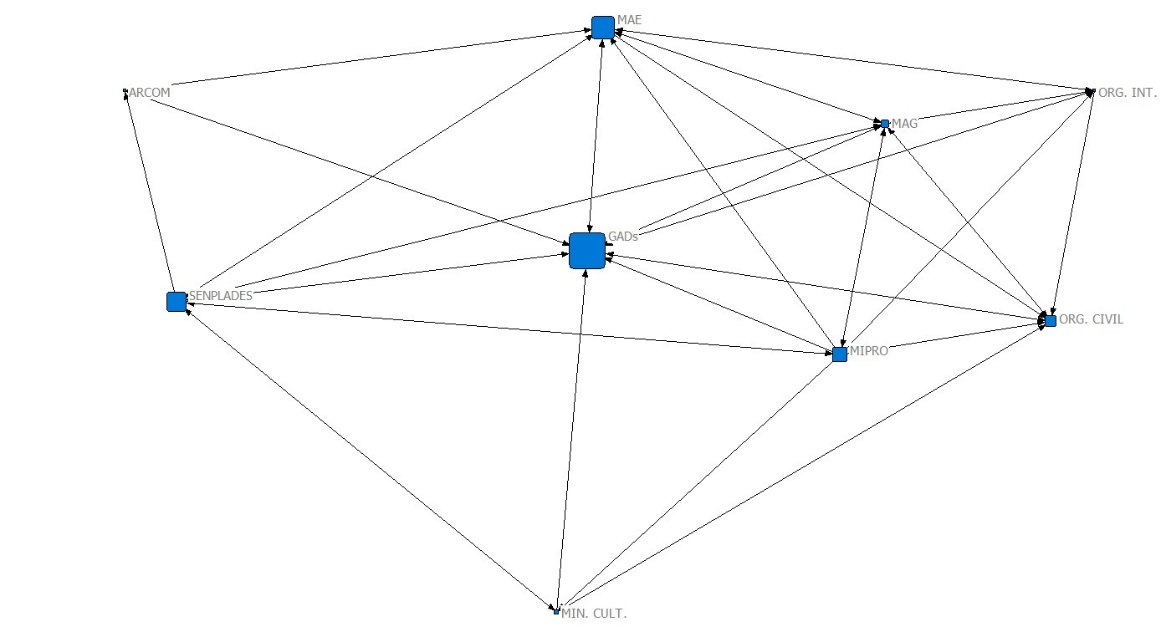 MAE
ARCOM
ORG. INT.
MAG
GADs
SENPLADES
ORG. CIVIL
MIPRO
MIN. CULT.